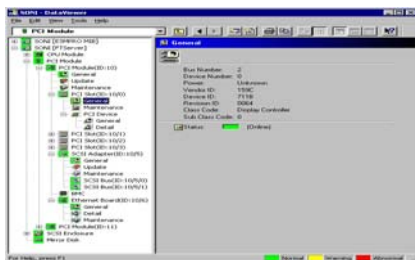 SONI - DataViewer
File Edit View Tools Help
PCI Module
SONI [ESMPRO MSB]
SONI [FTServer]
CPU Module
PCI Module
PCI Module(ID:10)
General
Update
Maintenance
PCI Slot(ID:10/0)
General
Maintenance
PCI Device
General
Detail
PCI Slot(ID:10/1)
PCI Slot(ID:10/2)
PCI Slot(ID:10/3)
SCSI Adapter(ID:10/5)
General
Update
Maintenance
SCSI Bus(ID:10/5/0)
SCSI Bus(ID:10/5/1)
BMC
Ethernet Board(ID:10/6)
General
Detail
Maintenance
PCI Module(ID:11)
SCSI Enclosure
Mirror Disk
General
Bus Number: 2
Device Number: 0
Power: Unknown
Vendor ID:
Device ID:
Revision ID:
Class Code: Display Controller
Sub Class Code: 0
Status [Online]
For Help, press F1
Normal Warning Abnormal